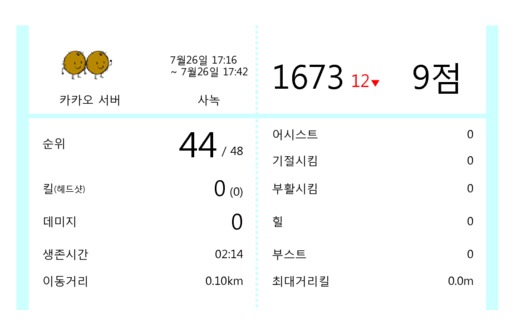 7월26일 17:16
~ 7월26일 17:42
카카오 서버
사녹
1673 12▼ 9점
순위 44 / 48
킬(헤드샷) 0 (0)
데미지 0
생존시간 02:14
이동거리 0.10km
어시스트 0
기절시킴 0
부활시킴 0
힐 0
부스트 0
최대거리킬 0.0m